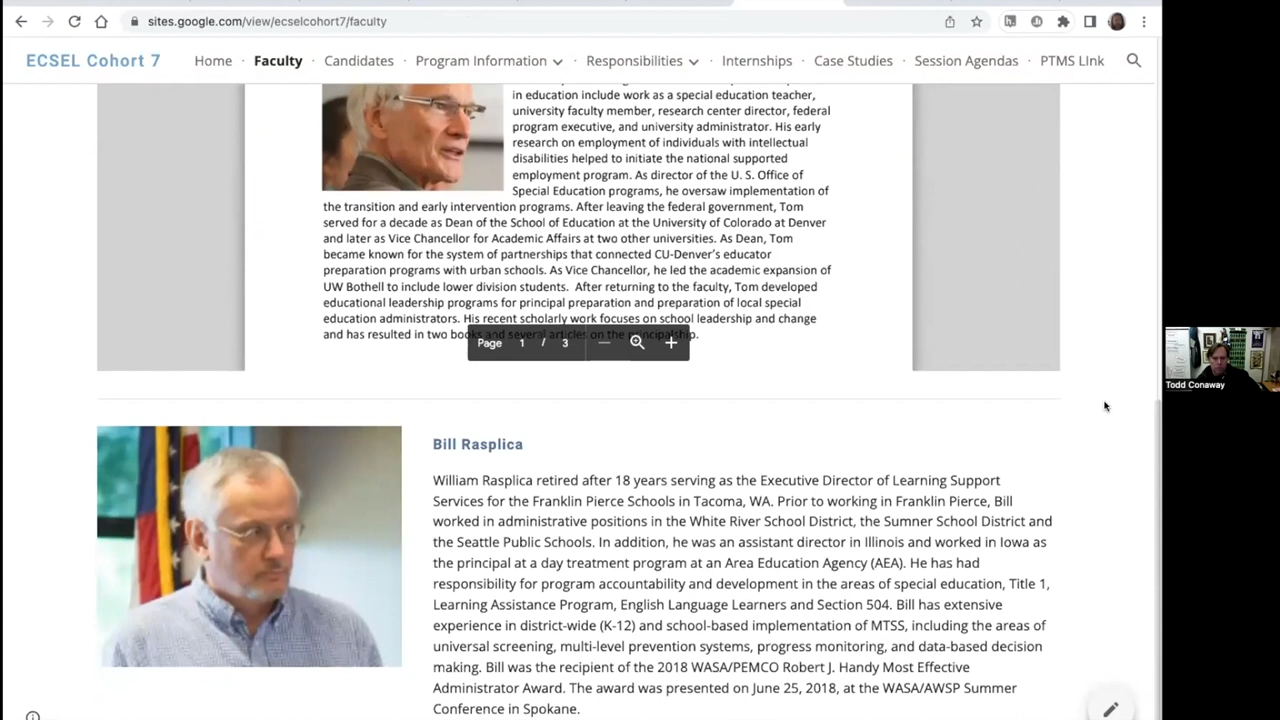 sites.google.com/view/ecselcohort7/faculty
ECSEL Cohort 7
Home · Faculty · Candidates · Program Information · Responsibilities · Internships · Case Studies · Session Agendas · PTMS LInk
in education include work as a special education teacher,
university faculty member, research center director, federal
program executive, and university administrator. His early
research on employment of individuals with intellectual
disabilities helped to initiate the national supported
employment program. As director of the U. S. Office of
Special Education programs, he oversaw implementation of
the transition and early intervention programs. After leaving the federal government, Tom
served for a decade as Dean of the School of Education at the University of Colorado at Denver
and later as Vice Chancellor for Academic Affairs at two other universities. As Dean, Tom
became known for the system of partnerships that connected CU-Denver's educator
preparation programs with urban schools. As Vice Chancellor, he led the academic expansion of
UW Bothell to include lower division students. After returning to the faculty, Tom developed
educational leadership programs for principal preparation and preparation of local special
education administrators. His recent scholarly work focuses on school leadership and change
and has resulted in two books and several articles on the principalship.
Page 1 / 3
Todd Conaway
Bill Rasplica
William Rasplica retired after 18 years serving as the Executive Director of Learning Support
Services for the Franklin Pierce Schools in Tacoma, WA. Prior to working in Franklin Pierce, Bill
worked in administrative positions in the White River School District, the Sumner School District and
the Seattle Public Schools. In addition, he was an assistant director in Illinois and worked in Iowa as
the principal at a day treatment program at an Area Education Agency (AEA). He has had
responsibility for program accountability and development in the areas of special education, Title 1,
Learning Assistance Program, English Language Learners and Section 504. Bill has extensive
experience in district-wide (K-12) and school-based implementation of MTSS, including the areas of
universal screening, multi-level prevention systems, progress monitoring, and data-based decision
making. Bill was the recipient of the 2018 WASA/PEMCO Robert J. Handy Most Effective
Administrator Award. The award was presented on June 25, 2018, at the WASA/AWSP Summer
Conference in Spokane.